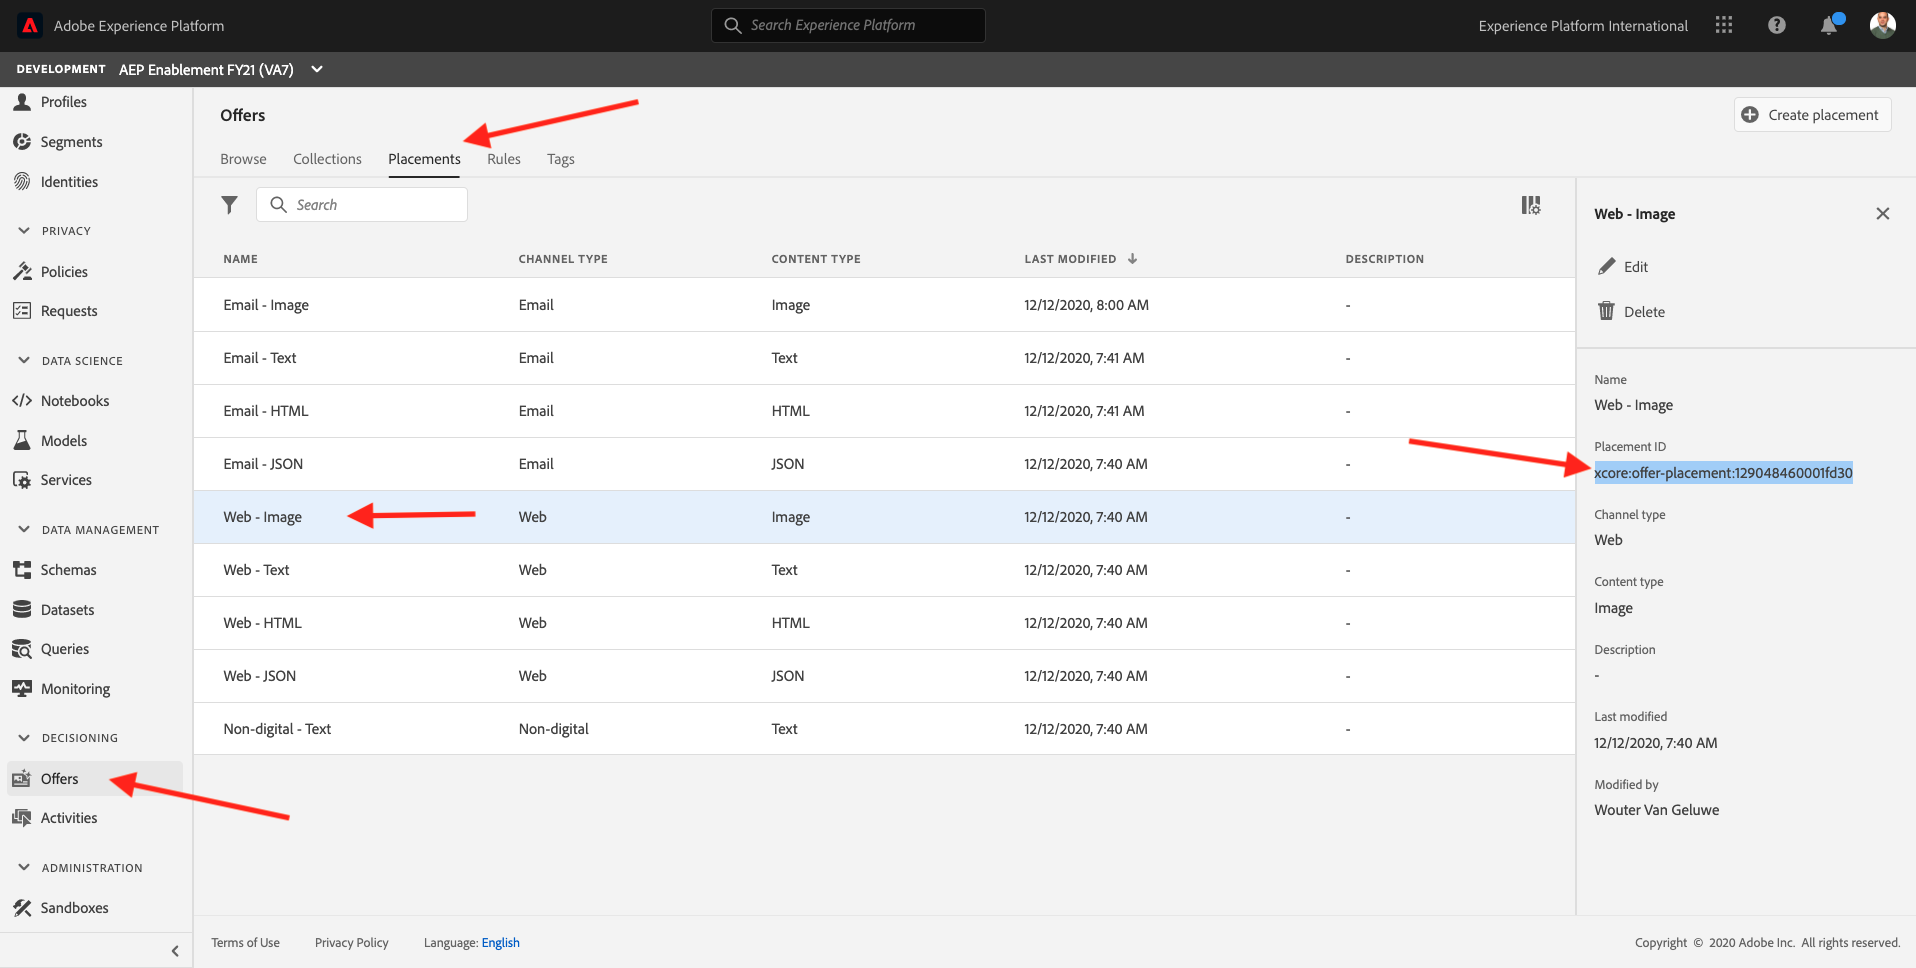 Adobe Experience Platform
Search Experience Platform
Experience Platform International
DEVELOPMENT AEP Enablement FY21 (VA7)
Profiles
Segments
Identities
PRIVACY
Policies
Requests
DATA SCIENCE
Notebooks
Models
Services
DATA MANAGEMENT
Schemas
Datasets
Queries
Monitoring
DECISIONING
Offers
Activities
ADMINISTRATION
Sandboxes
Offers
Create placement
Browse Collections Placements Rules Tags
Search
NAME CHANNEL TYPE CONTENT TYPE LAST MODIFIED DESCRIPTION
Email - Image Email Image 12/12/2020, 8:00 AM -
Email - Text Email Text 12/12/2020, 7:41 AM -
Email - HTML Email HTML 12/12/2020, 7:41 AM -
Email - JSON Email JSON 12/12/2020, 7:40 AM -
Web - Image Web Image 12/12/2020, 7:40 AM -
Web - Text Web Text 12/12/2020, 7:40 AM -
Web - HTML Web HTML 12/12/2020, 7:40 AM -
Web - JSON Web JSON 12/12/2020, 7:40 AM -
Non-digital - Text Non-digital Text 12/12/2020, 7:40 AM -
Web - Image
Edit
Delete
Name
Web - Image
Placement ID
xcore:offer-placement:129048460001fd30
Channel type
Web
Content type
Image
Description
-
Last modified
12/12/2020, 7:40 AM
Modified by
Wouter Van Geluwe
Terms of Use Privacy Policy Language: English
Copyright © 2020 Adobe Inc. All rights reserved.